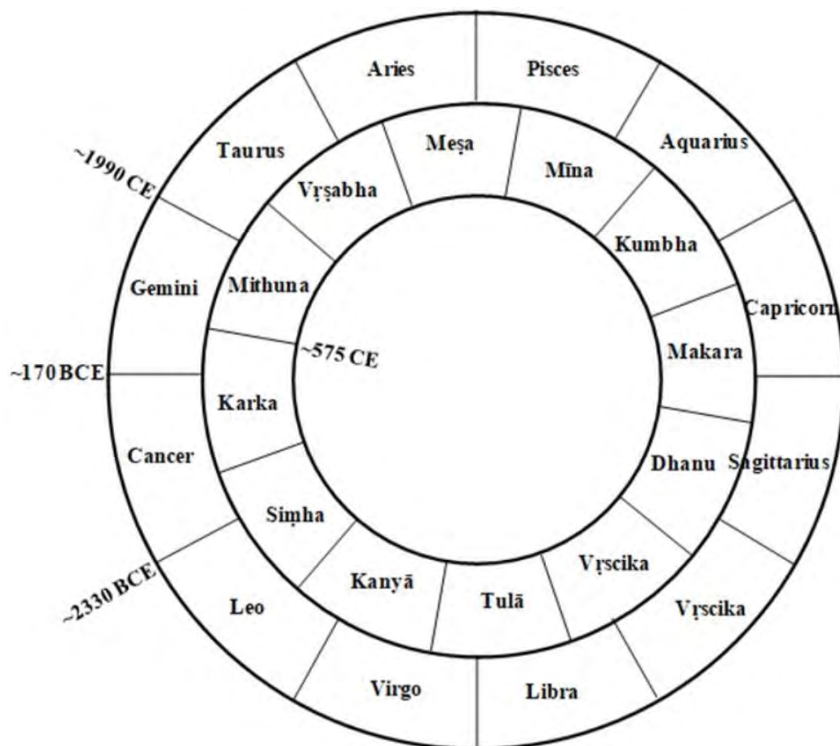 Aries
Pisces
Taurus
Aquarius
~1990 CE
Meṣa
Mīna
Vṛṣabha
Kumbha
Gemini
Mithuna
Capricorn
~170 BCE
~575 CE
Makara
Karka
Cancer
Dhanu
Sagittarius
Siṃha
~2330 BCE
Kanyā
Tulā
Vṛscika
Leo
Vṛscika
Virgo
Libra